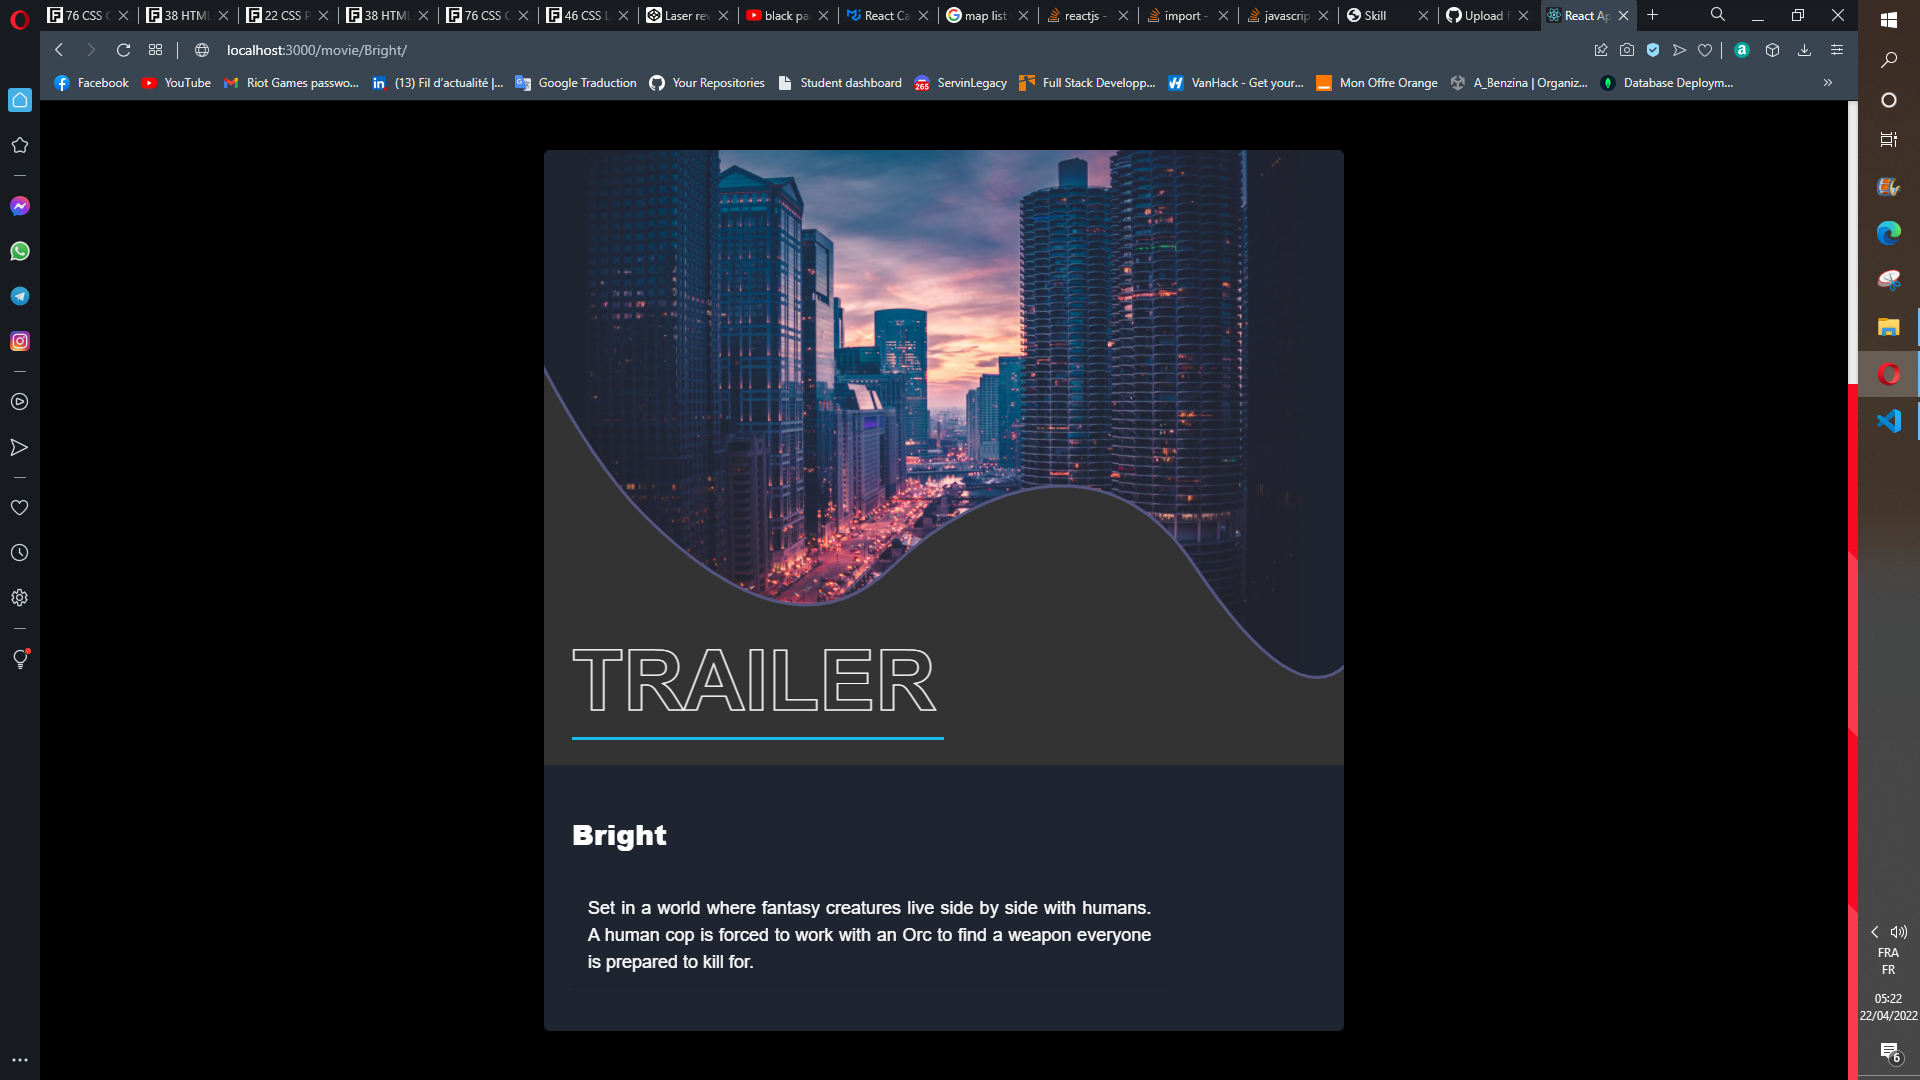 76 CSS
38 HTML
22 CSS
38 HTML
76 CSS
46 CSS
Laser rev
black pa
React Ca
map list
reactjs -
import -
javascrip
Skill
Upload f
React Ap
localhost:3000/movie/Bright/
Facebook
YouTube
Riot Games passwo...
(13) Fil d'actualité |...
Google Traduction
Your Repositories
Student dashboard
265
ServinLegacy
Full Stack Developp...
VanHack - Get your...
Mon Offre Orange
A_Benzina | Organiz...
Database Deploym...
TRAILER
Bright
Set in a world where fantasy creatures live side by side with humans.
A human cop is forced to work with an Orc to find a weapon everyone
is prepared to kill for.
FRA
FR
05:22
22/04/2022
6